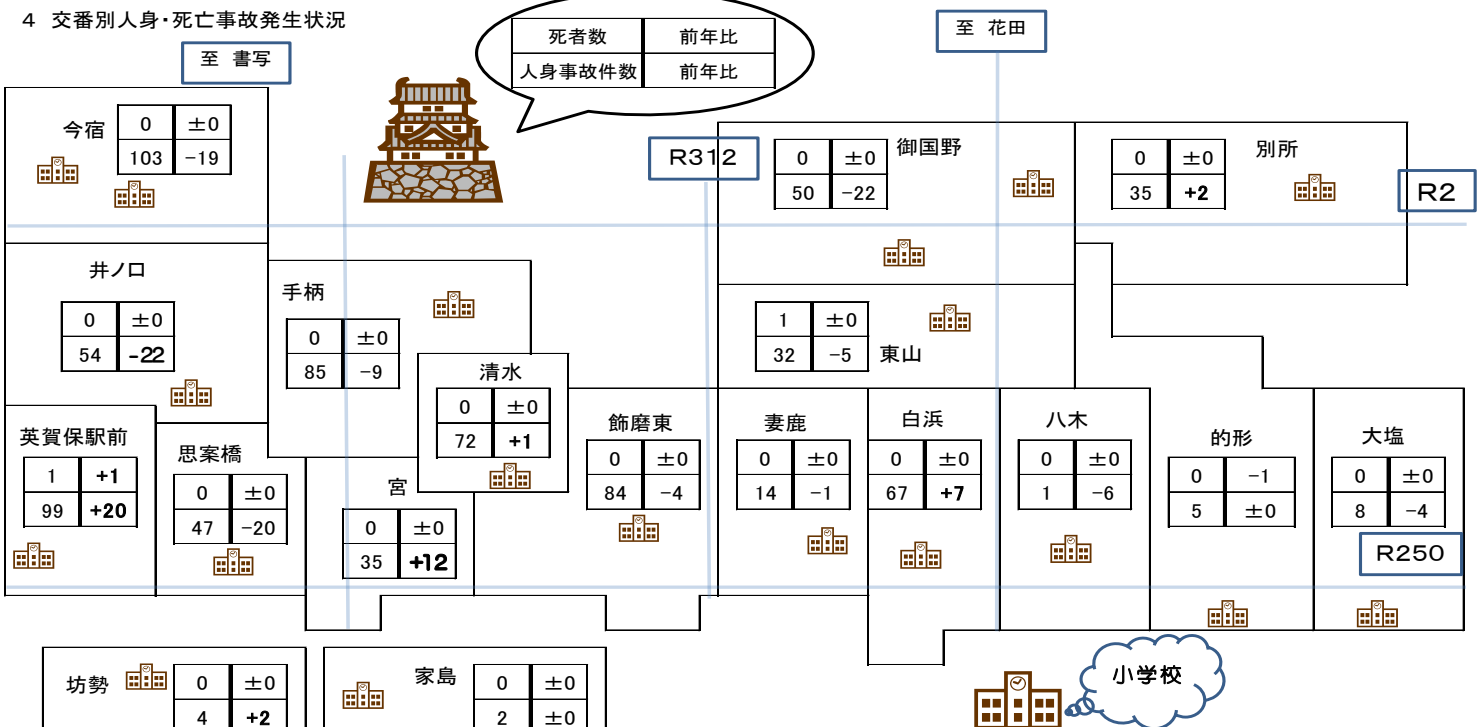 4 交番別人身・死亡事故発生状況
至 書写
死者数 前年比
人身事故件数 前年比
至 花田
今宿
0 ±0
103 -19
R312
0 ±0
50 -22
御国野
0 ±0
35 +2
別所
R2
井ノ口
0 ±0
54 -22
手柄
0 ±0
85 -9
1 ±0
32 -5
東山
清水
0 ±0
72 +1
英賀保駅前
1 +1
99 +20
思案橋
0 ±0
47 -20
宮
0 ±0
35 +12
飾磨東
0 ±0
84 -4
妻鹿
0 ±0
14 -1
白浜
0 ±0
67 +7
八木
0 ±0
1 -6
的形
0 -1
5 ±0
大塩
0 ±0
8 -4
R250
坊勢
0 ±0
4 +2
家島
0 ±0
2 ±0
小学校